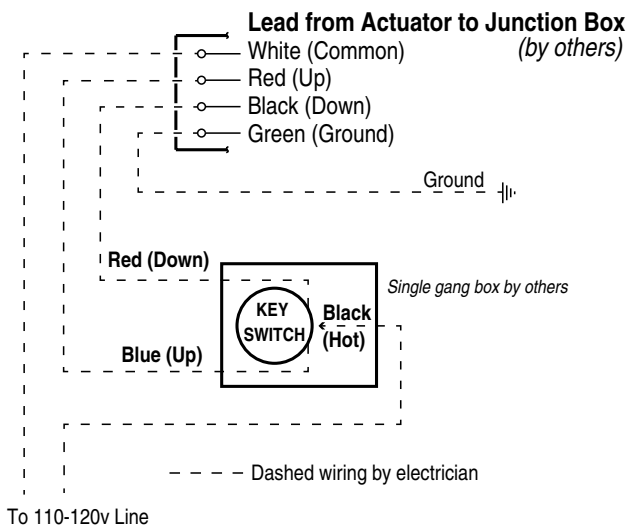 Lead from Actuator to Junction Box
White (Common)
(by others)
Red (Up)
Black (Down)
Green (Ground)
Ground
Red (Down)
Single gang box by others
KEY
SWITCH
Black
(Hot)
Blue (Up)
Dashed wiring by electrician
To 110-120v Line